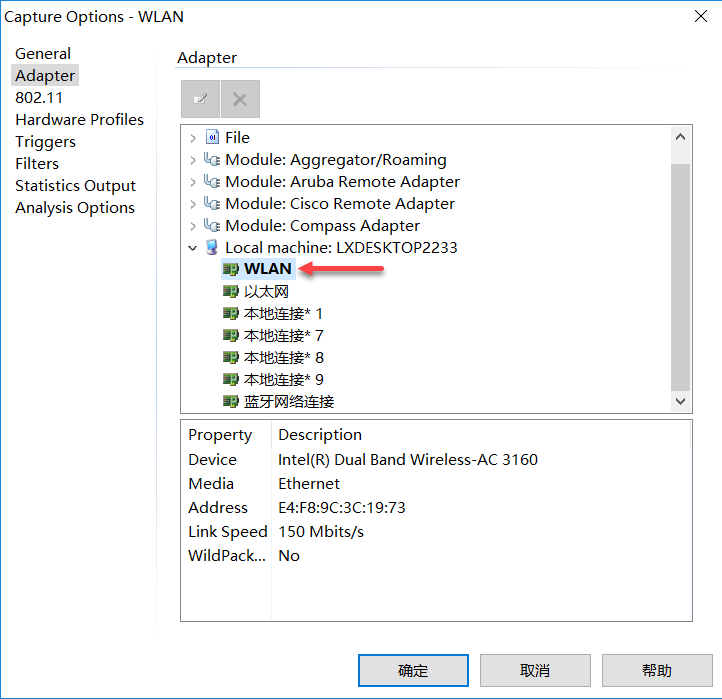 Capture Options - WLAN
General
Adapter
802.11
Hardware Profiles
Triggers
Filters
Statistics Output
Analysis Options
Adapter
File
Module: Aggregator/Roaming
Module: Aruba Remote Adapter
Module: Cisco Remote Adapter
Module: Compass Adapter
Local machine: LXDESKTOP2233
WLAN
以太网
本地连接* 1
本地连接* 7
本地连接* 8
本地连接* 9
蓝牙网络连接
Property Description
Device Intel(R) Dual Band Wireless-AC 3160
Media Ethernet
Address E4:F8:9C:3C:19:73
Link Speed 150 Mbits/s
WildPack... No
确定 取消 帮助